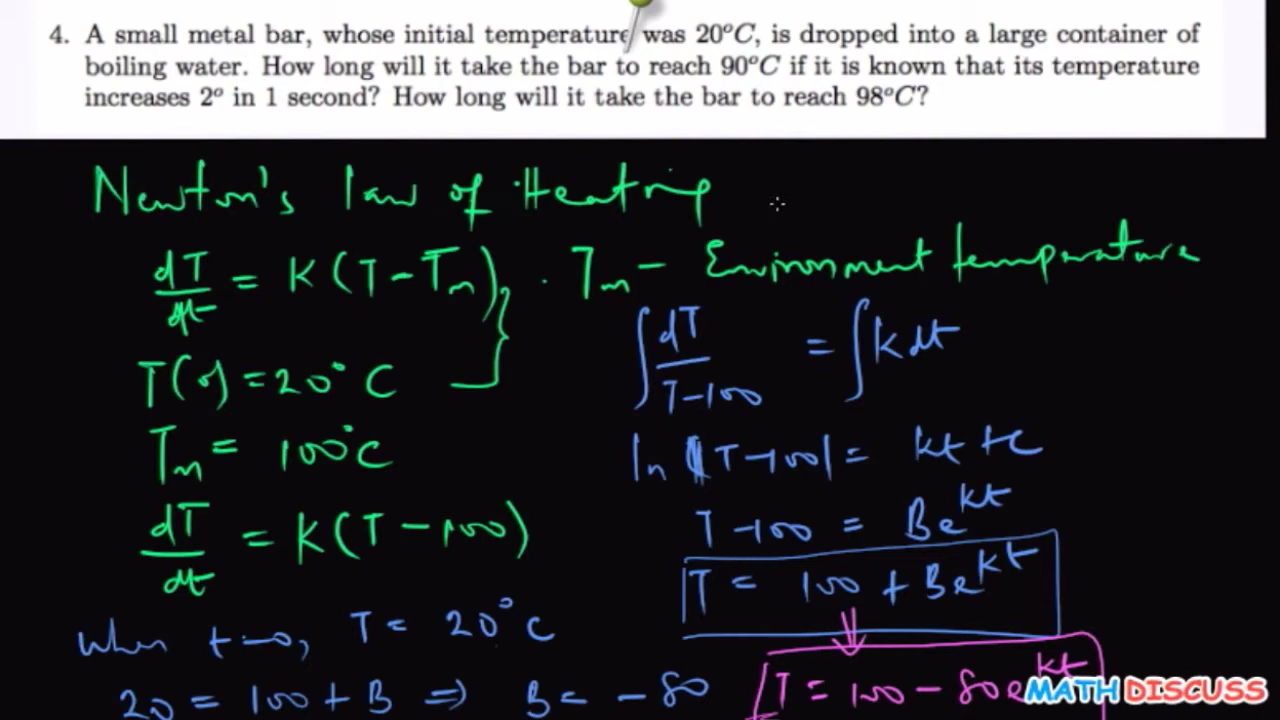 4. A small metal bar, whose initial temperature was 20°C, is dropped into a large container of
boiling water. How long will it take the bar to reach 90°C if it is known that its temperature
increases 2° in 1 second? How long will it take the bar to reach 98°C?
Newton's law of Heating
dT/dt = K(T-Tm), . Tm - Environment temperature
T(0) = 20°C
Tm = 100°C
dT/dt = K(T-100)
When t=0, T = 20°C
20 = 100 + B => B = -80
∫ dT/(T-100) = ∫ k dt
ln |T-100| = kt + c
T-100 = Be^kt
T = 100 + Be^kt
T = 100 - 80e^kt
MATH DISCUSS